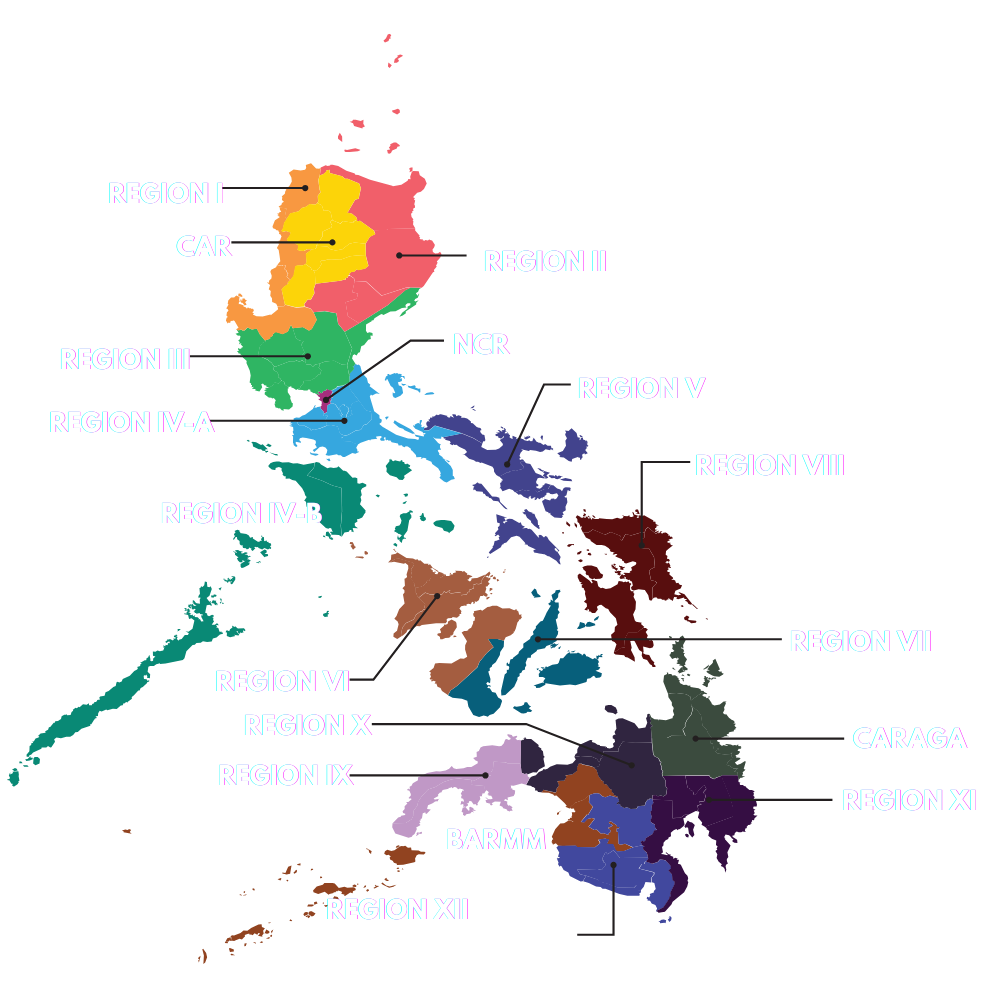 REGION I
CAR
REGION II
NCR
REGION III
REGION V
REGION IV-A
REGION VIII
REGION IV-B
REGION VII
REGION VI
REGION X
CARAGA
REGION IX
REGION XI
BARMM
REGION XII